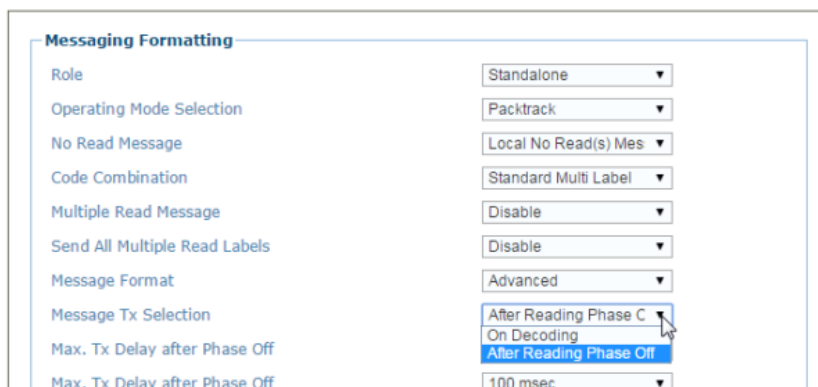 Messaging Formatting
Role Standalone
Operating Mode Selection Packtrack
No Read Message Local No Read(s) Mes
Code Combination Standard Multi Label
Multiple Read Message Disable
Send All Multiple Read Labels Disable
Message Format Advanced
Message Tx Selection After Reading Phase C
On Decoding
Max. Tx Delay after Phase Off After Reading Phase Off
Max. Tx Delay after Phase Off 100 msec